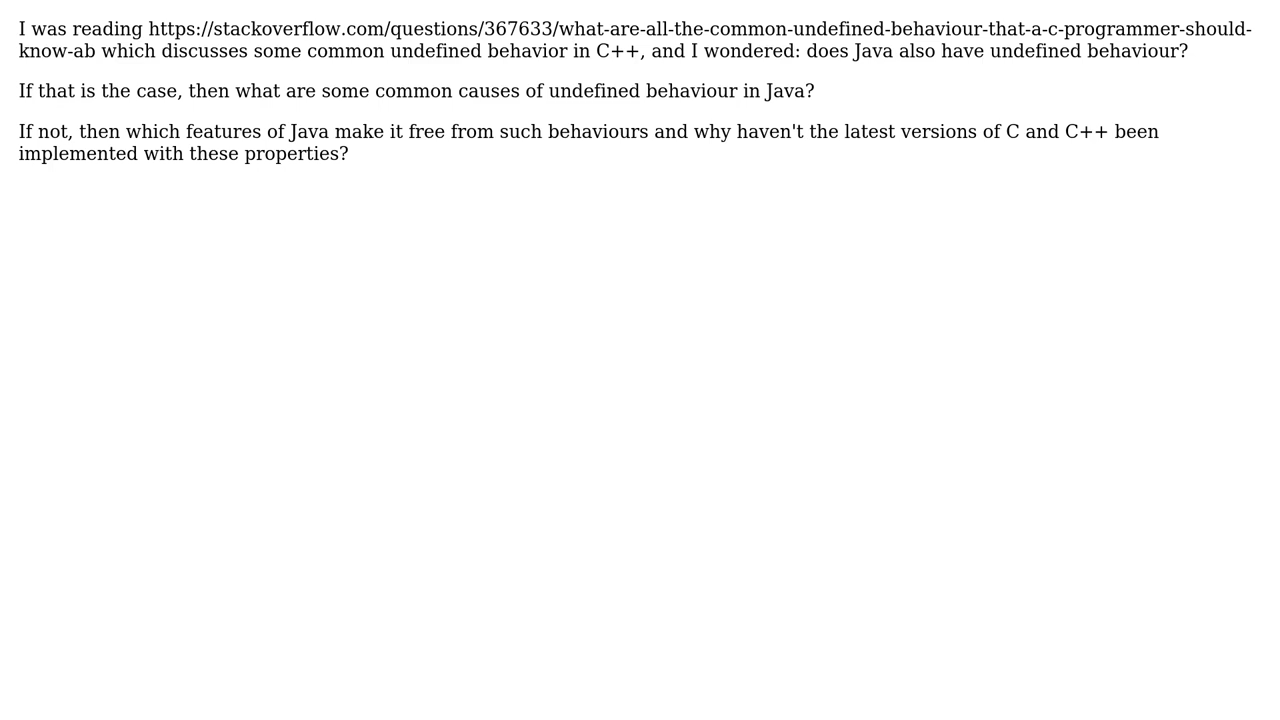 I was reading https://stackoverflow.com/questions/367633/what-are-all-the-common-undefined-behaviour-that-a-c-programmer-should-
know-ab which discusses some common undefined behavior in C++, and I wondered: does Java also have undefined behaviour?
If that is the case, then what are some common causes of undefined behaviour in Java?
If not, then which features of Java make it free from such behaviours and why haven't the latest versions of C and C++ been
implemented with these properties?